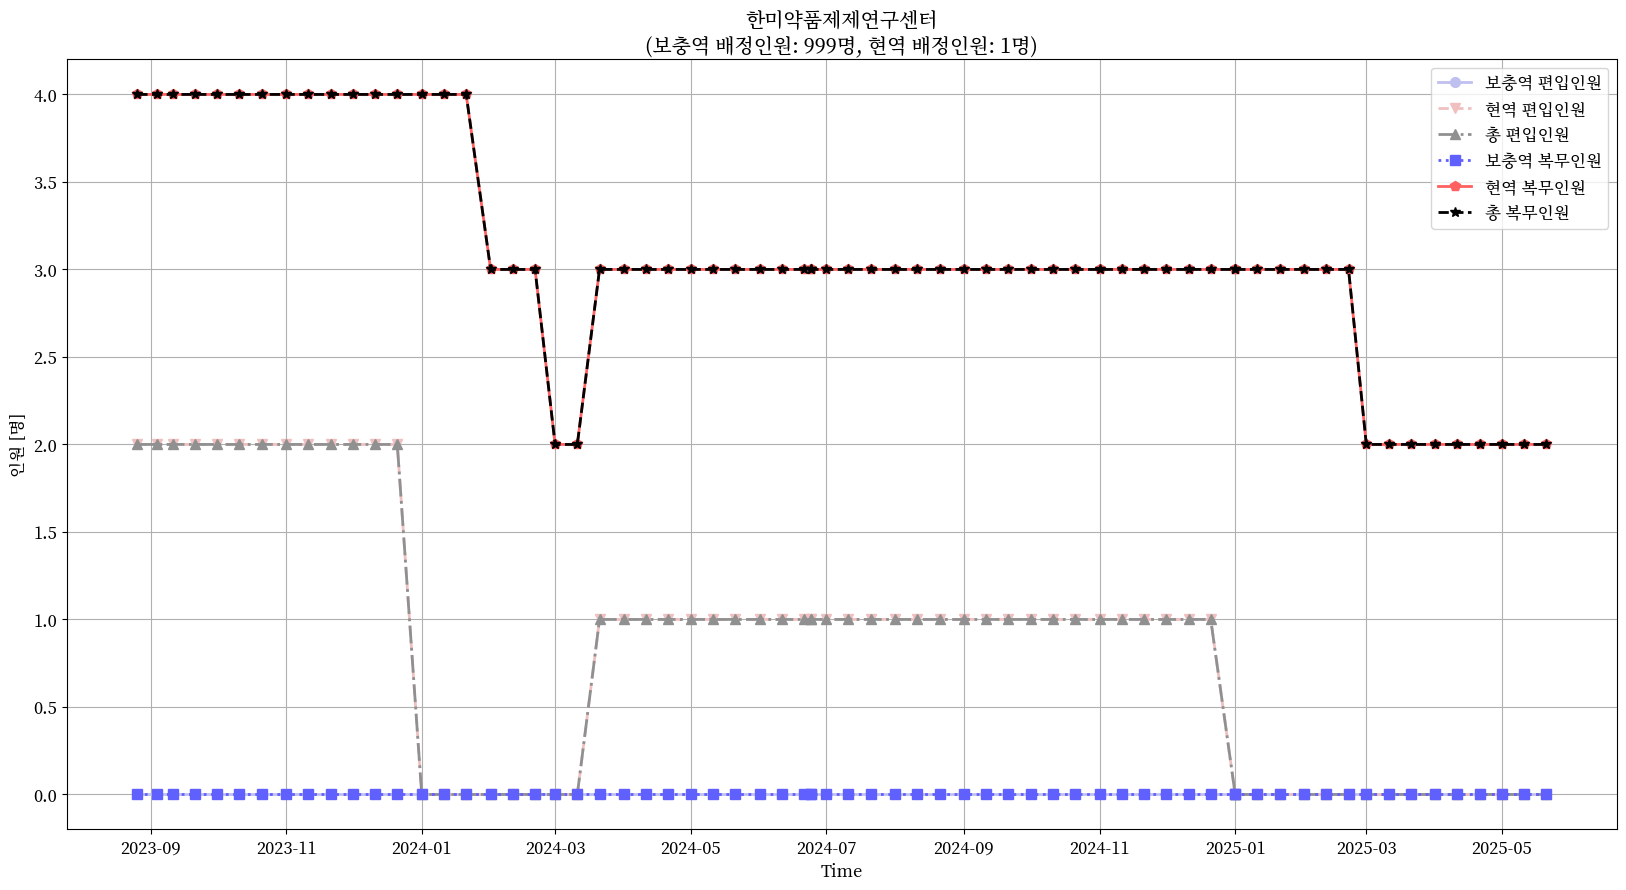 한미약품제제연구센터
(보충역 배정인원: 999명, 현역 배정인원: 1명)
보충역 편입인원
현역 편입인원
총 편입인원
보충역 복무인원
현역 복무인원
총 복무인원
인원 [명]
4.0
3.5
3.0
2.5
2.0
1.5
1.0
0.5
0.0
2023-09
2023-11
2024-01
2024-03
2024-05
2024-07
2024-09
2024-11
2025-01
2025-03
2025-05
Time